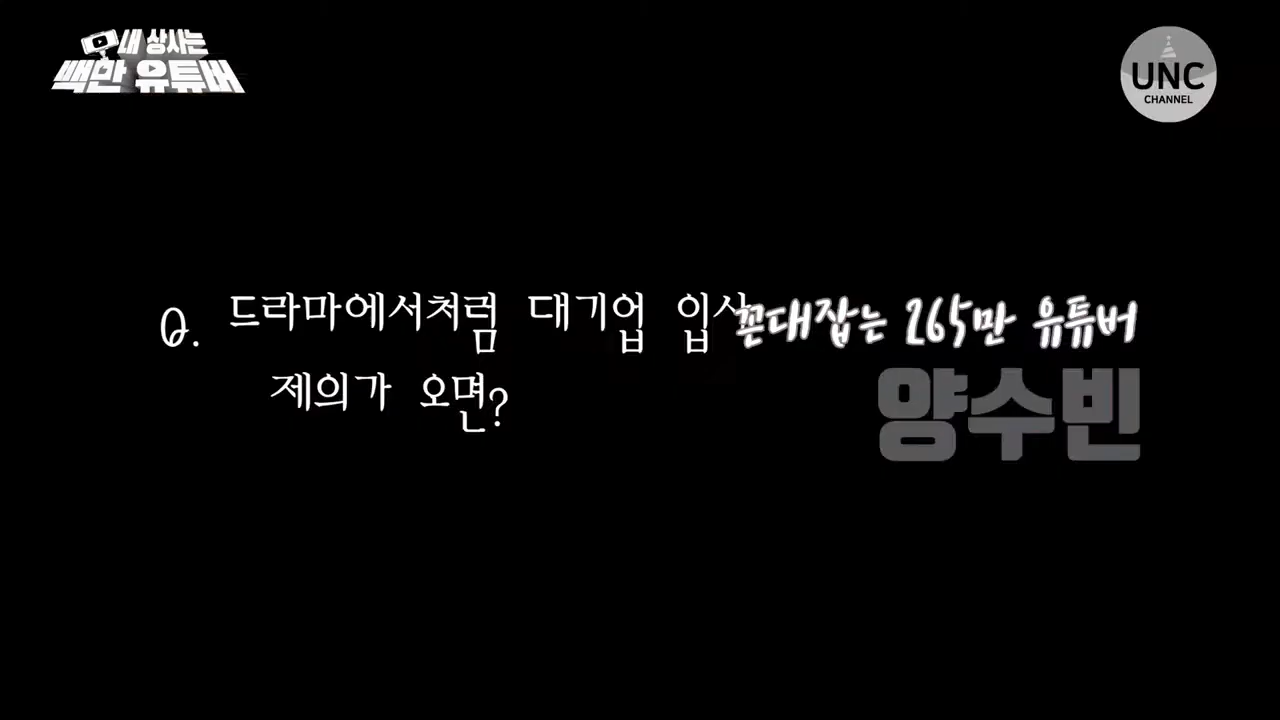 내 상사는
백만 유튜버
UNC
CHANNEL
Q. 드라마에서처럼 대기업 입사
제의가 오면?
꼰대잡는 265만 유튜버
양수빈